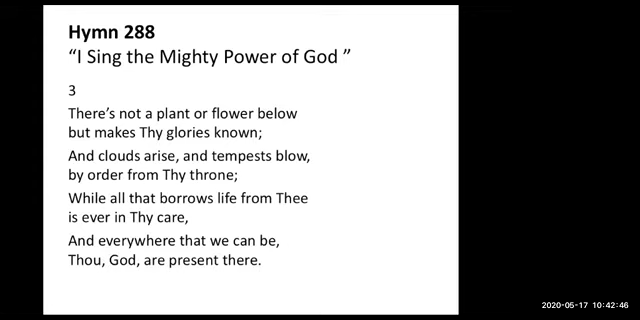 Hymn 288
“I Sing the Mighty Power of God ”
3
There’s not a plant or flower below
but makes Thy glories known;
And clouds arise, and tempests blow,
by order from Thy throne;
While all that borrows life from Thee
is ever in Thy care,
And everywhere that we can be,
Thou, God, are present there.
2020-05-17 10:42:46